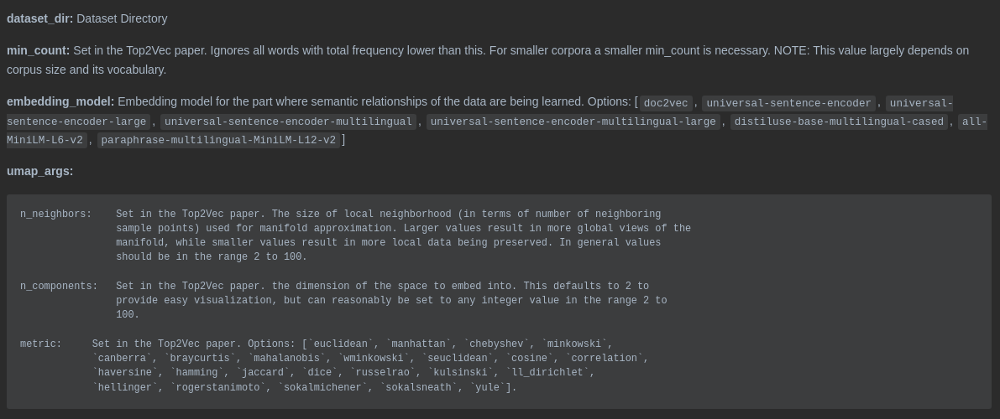 dataset_dir: Dataset Directory
min_count: Set in the Top2Vec paper. Ignores all words with total frequency lower than this. For smaller corpora a smaller min_count is necessary. NOTE: This value largely depends on
corpus size and its vocabulary.
embedding_model: Embedding model for the part where semantic relationships of the data are being learned. Options: [ doc2vec , universal-sentence-encoder , universal-
sentence-encoder-large , universal-sentence-encoder-multilingual , universal-sentence-encoder-multilingual-large , distiluse-base-multilingual-cased , all-
MiniLM-L6-v2 , paraphrase-multilingual-MiniLM-L12-v2 ]
umap_args:
n_neighbors: Set in the Top2Vec paper. The size of local neighborhood (in terms of number of neighboring
sample points) used for manifold approximation. Larger values result in more global views of the
manifold, while smaller values result in more local data being preserved. In general values
should be in the range 2 to 100.
n_components: Set in the Top2Vec paper. the dimension of the space to embed into. This defaults to 2 to
provide easy visualization, but can reasonably be set to any integer value in the range 2 to
100.
metric: Set in the Top2Vec paper. Options: [`euclidean`, `manhattan`, `chebyshev`, `minkowski`,
`canberra`, `braycurtis`, `mahalanobis`, `wminkowski`, `seuclidean`, `cosine`, `correlation`,
`haversine`, `hamming`, `jaccard`, `dice`, `russelrao`, `kulsinski`, `ll_dirichlet`,
`hellinger`, `rogerstanimoto`, `sokalmichener`, `sokalsneath`, `yule`].